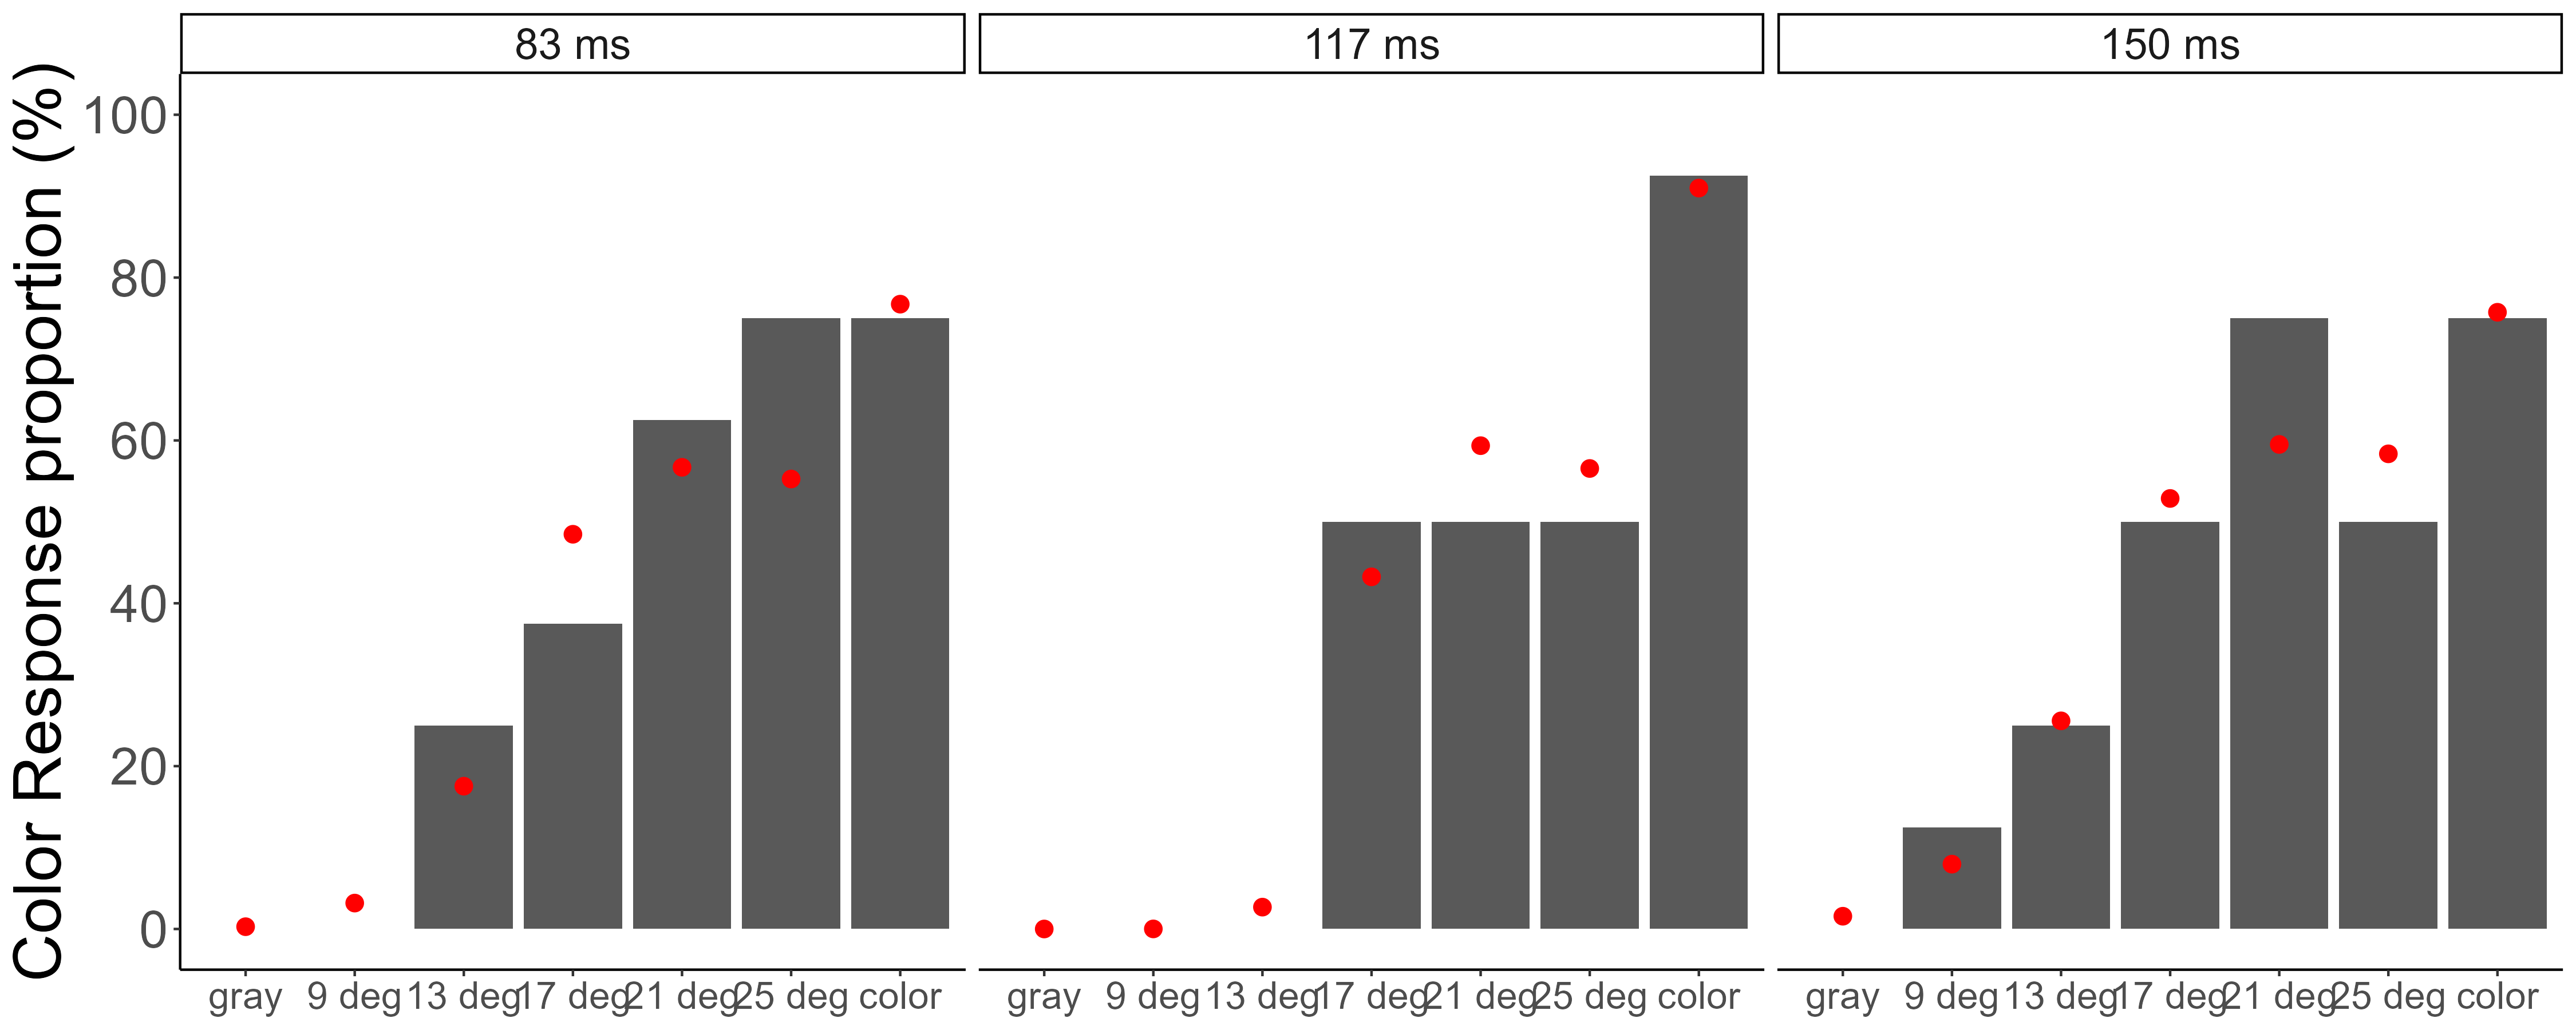 83 ms
117 ms
150 ms
Color Response proportion (%)
100
80
60
40
20
0
gray 9 deg 13 deg 17 deg 21 deg 25 deg color
gray 9 deg 13 deg 17 deg 21 deg 25 deg color
gray 9 deg 13 deg 17 deg 21 deg 25 deg color